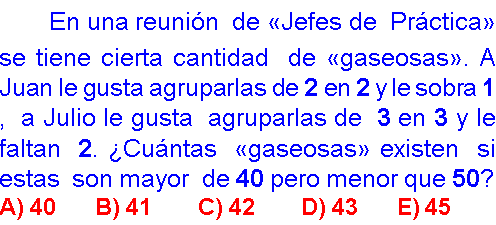 En una reunión de «Jefes de Práctica»
se tiene cierta cantidad de «gaseosas». A
Juan le gusta agruparlas de 2 en 2 y le sobra 1
, a Julio le gusta agruparlas de 3 en 3 y le
faltan 2. ¿Cuántas «gaseosas» existen si
estas son mayor de 40 pero menor que 50?
A) 40 B) 41 C) 42 D) 43 E) 45